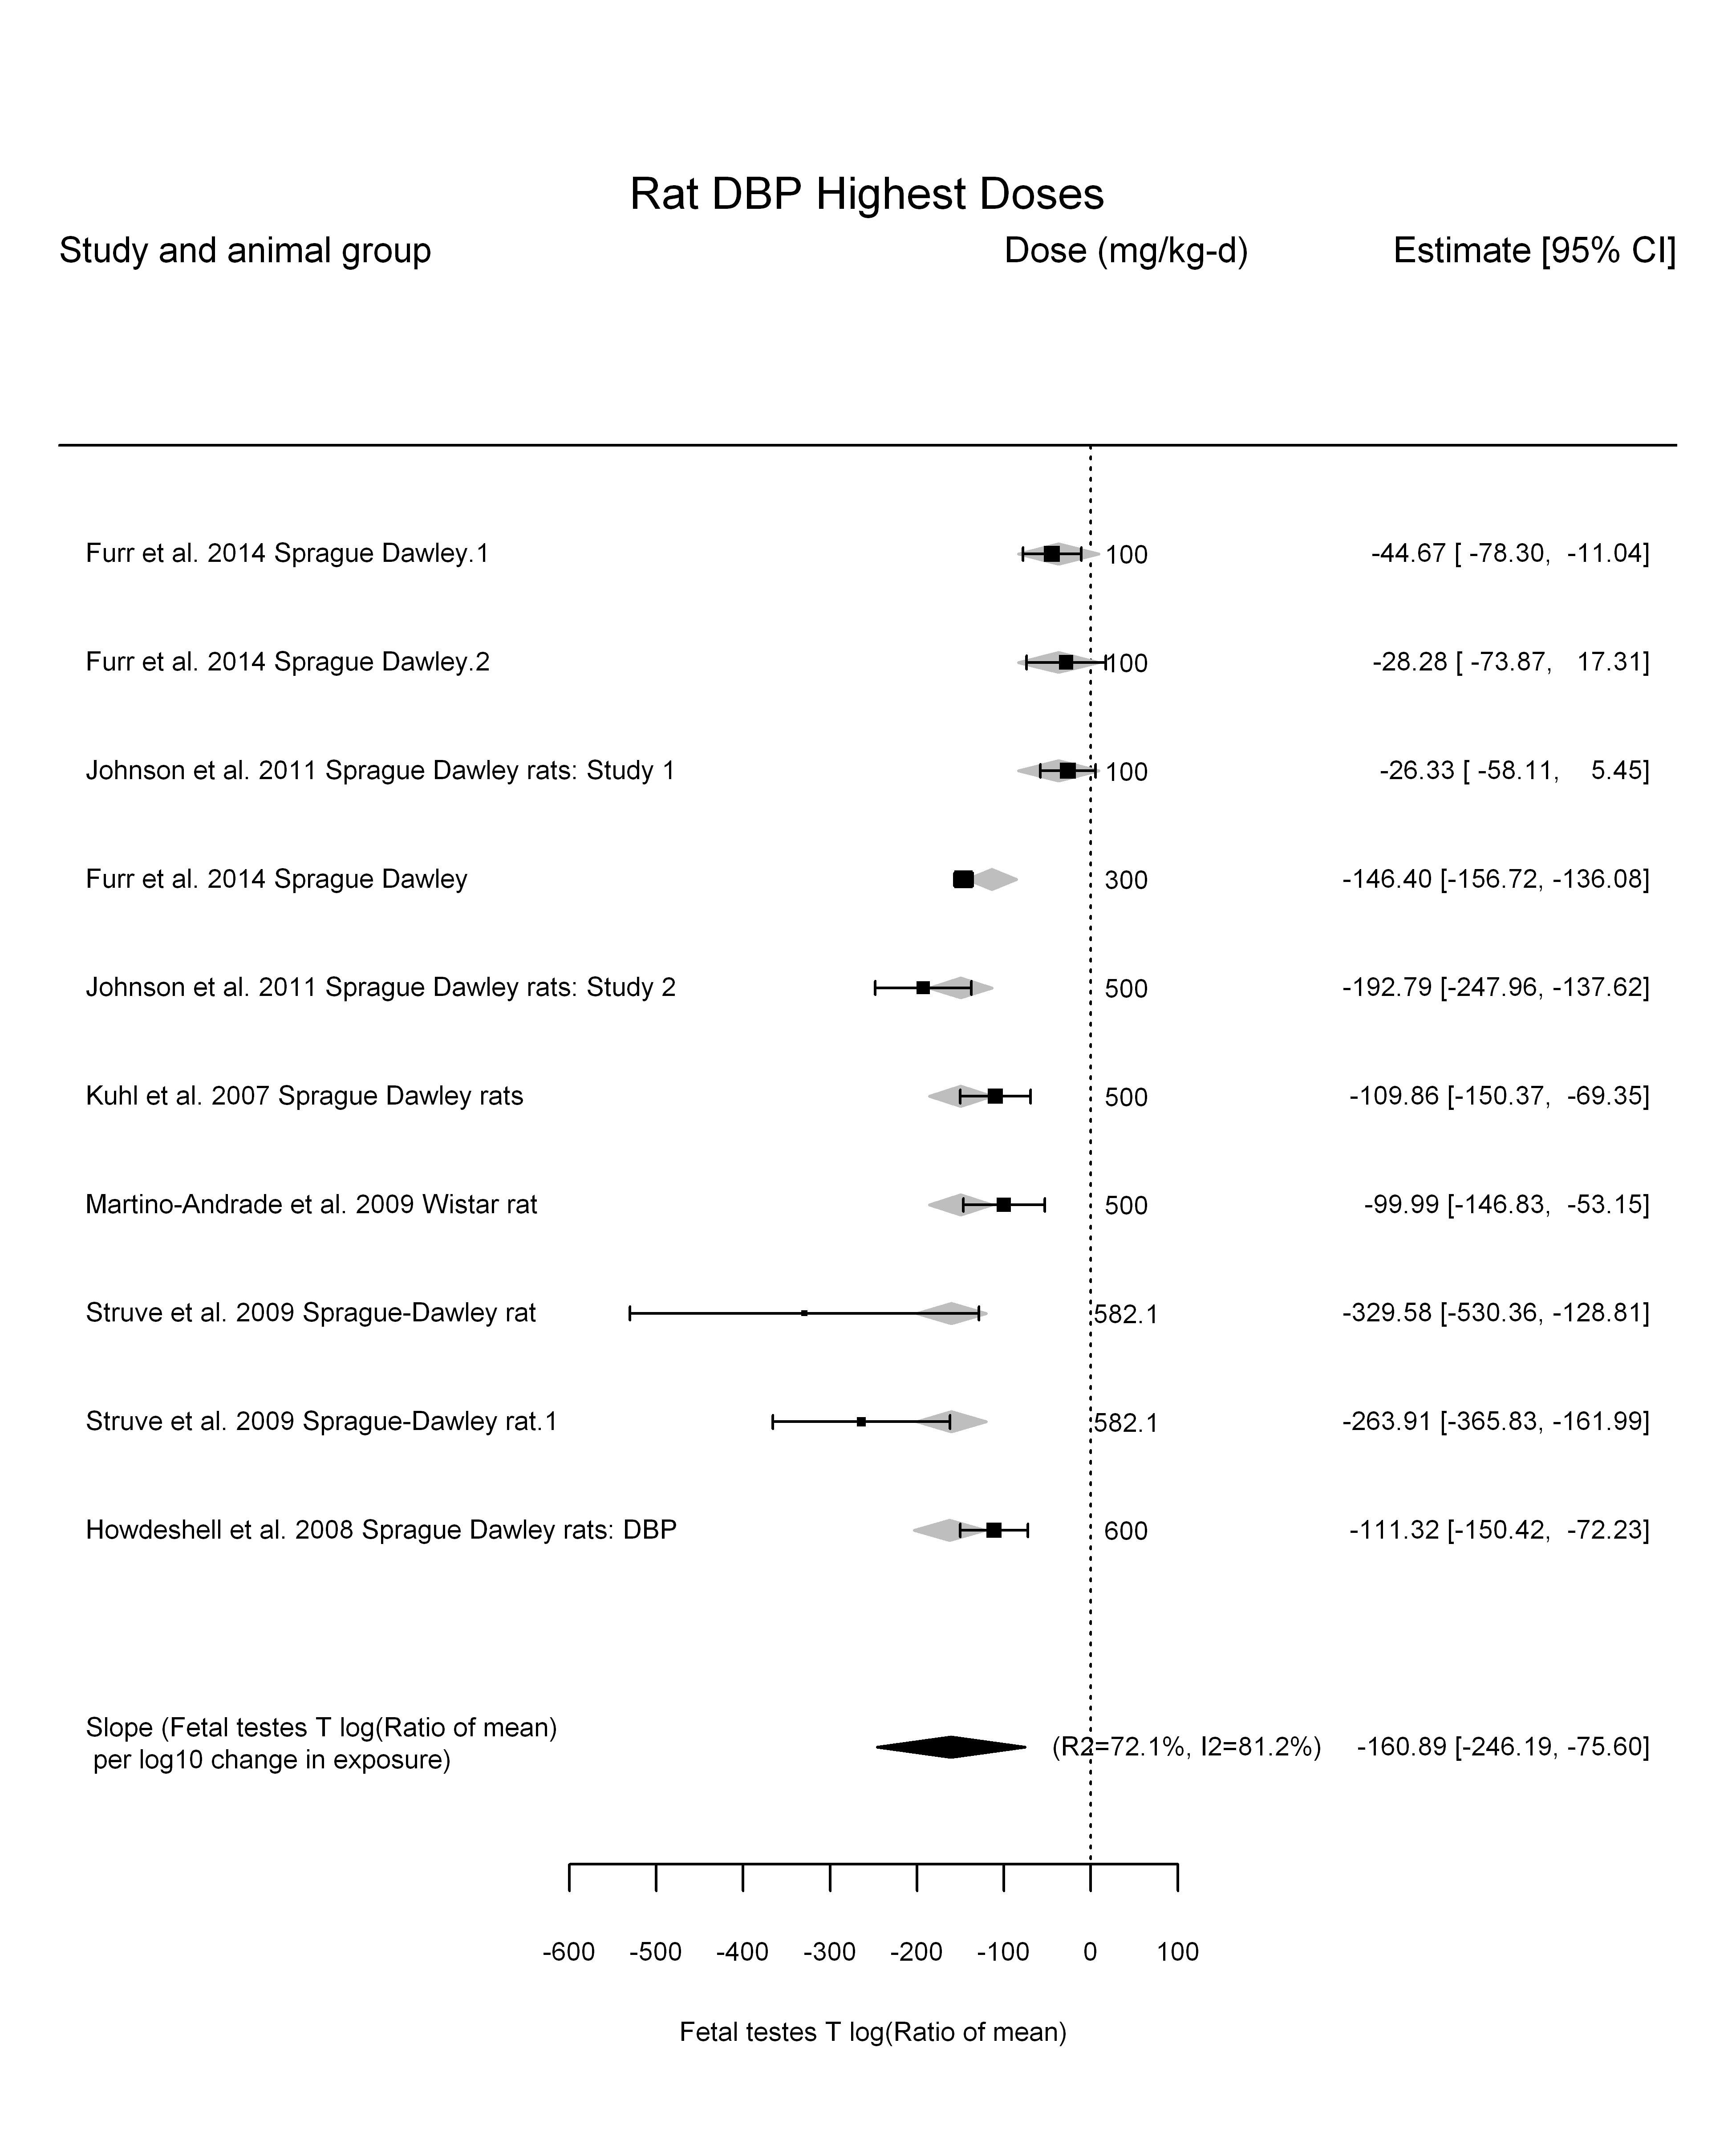 Rat DBP Highest Doses
Study and animal group Dose (mg/kg-d) Estimate [95% CI]
Furr et al. 2014 Sprague Dawley.1 100 -44.67 [ -78.30, -11.04]
Furr et al. 2014 Sprague Dawley.2 100 -28.28 [ -73.87, 17.31]
Johnson et al. 2011 Sprague Dawley rats: Study 1 100 -26.33 [ -58.11, 5.45]
Furr et al. 2014 Sprague Dawley 300 -146.40 [-156.72, -136.08]
Johnson et al. 2011 Sprague Dawley rats: Study 2 500 -192.79 [-247.96, -137.62]
Kuhl et al. 2007 Sprague Dawley rats 500 -109.86 [-150.37, -69.35]
Martino-Andrade et al. 2009 Wistar rat 500 -99.99 [-146.83, -53.15]
Struve et al. 2009 Sprague-Dawley rat 582.1 -329.58 [-530.36, -128.81]
Struve et al. 2009 Sprague-Dawley rat.1 582.1 -263.91 [-365.83, -161.99]
Howdeshell et al. 2008 Sprague Dawley rats: DBP 600 -111.32 [-150.42, -72.23]
Slope (Fetal testes T log(Ratio of mean)
per log10 change in exposure) (R2=72.1%, I2=81.2%) -160.89 [-246.19, -75.60]
-600 -500 -400 -300 -200 -100 0 100
Fetal testes T log(Ratio of mean)